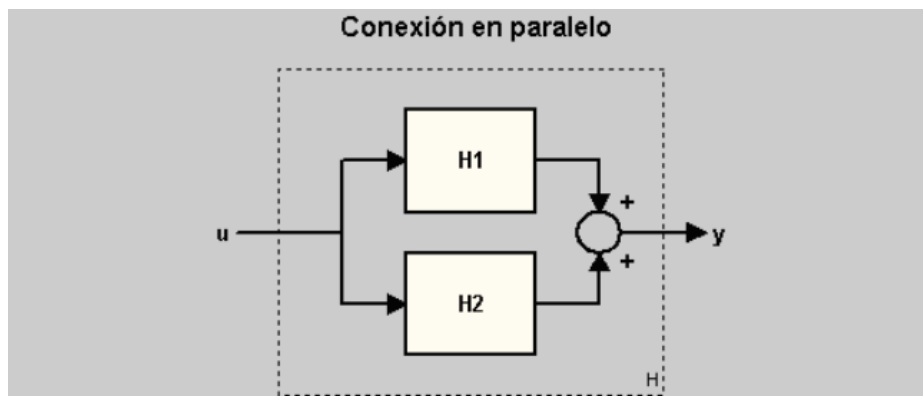 Conexión en paralelo
H1
+
u
y
+
H2
H